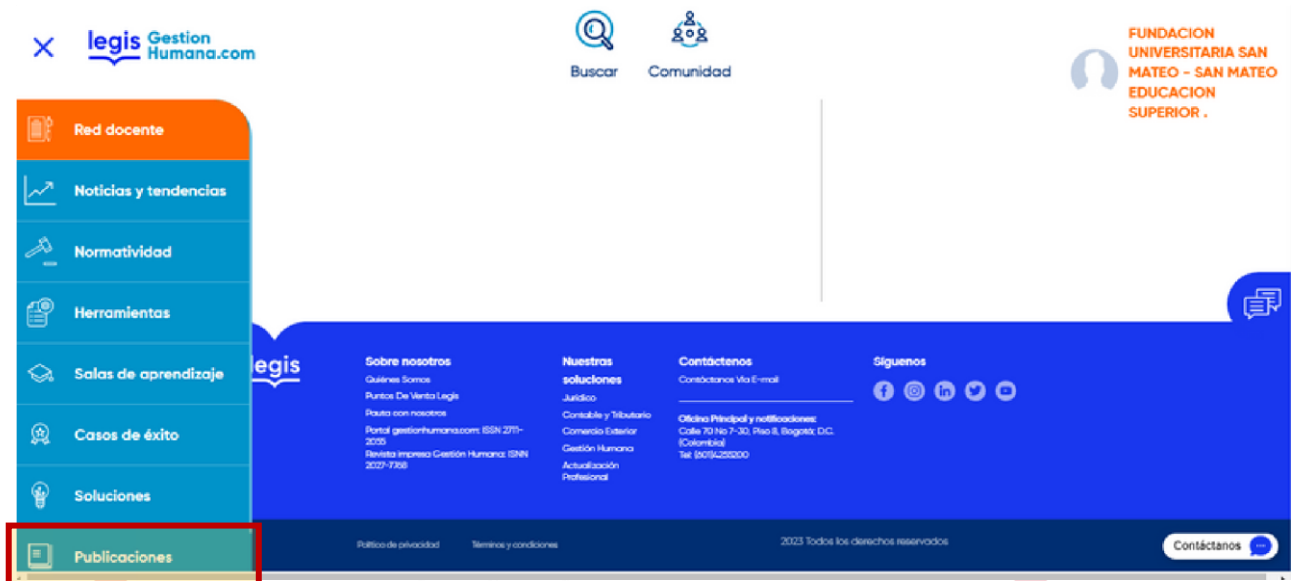 legis Gestion
Humana.com
Buscar
Comunidad
FUNDACION
UNIVERSITARIA SAN
MATEO - SAN MATEO
EDUCACION
SUPERIOR .
Red docente
Noticias y tendencias
Normatividad
Herramientas
Salas de aprendizaje
Casos de éxito
Soluciones
Publicaciones
legis
Sobre nosotros
Quiénes Somos
Puntos De Venta Legis
Pauta con nosotros
Portal gestionhumana.com: ISSN 2711-
2055
Revista impresa Gestión Humana: ISNN
2027-7768
Nuestras
soluciones
Jurídico
Contable y Tributario
Comercio Exterior
Gestión Humana
Actualización
Profesional
Contáctenos
Contáctanos Vía E-mail
Oficina Principal y notificaciones:
Calle 70 No 7-30, Piso 8, Bogotá; D.C.
(Colombia)
Tel: (601)4255200
Síguenos
Política de privacidad
Términos y condiciones
2023 Todos los derechos reservados
Contáctanos